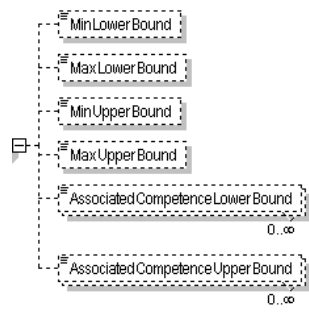 MinLowerBound
MaxLowerBound
MinUpperBound
MaxUpperBound
AssociatedCompetenceLowerBound
0..∞
AssociatedCompetenceUpperBound
0..∞